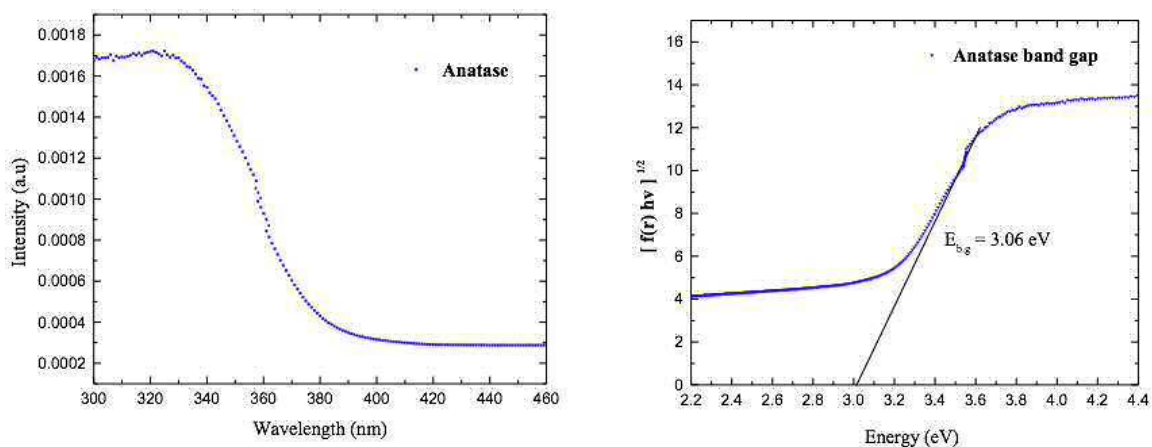 0.0018
0.0016
0.0014
0.0012
0.0010
0.0008
0.0006
0.0004
0.0002
Intensity (a.u)
Anatase
300 320 340 360 380 400 420 440 460
Wavelength (nm)
16
14
12
10
8
6
4
2
0
[ f(r) hv ] 1/2
Anatase band gap
E b.g = 3.06 eV
2.2 2.4 2.6 2.8 3.0 3.2 3.4 3.6 3.8 4.0 4.2 4.4
Energy (eV)